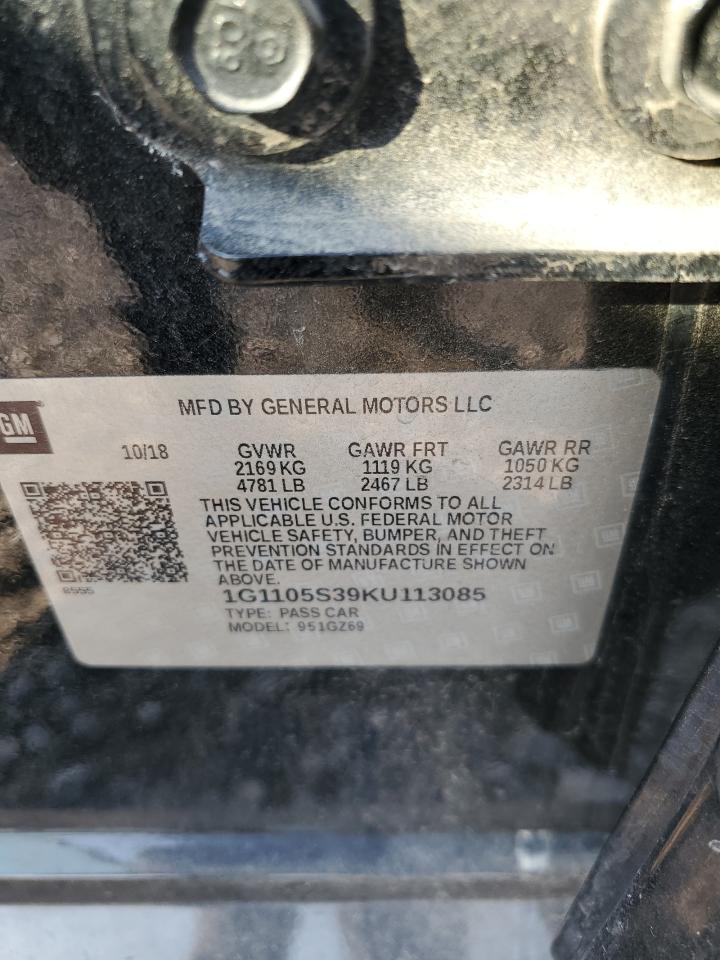 MFD BY GENERAL MOTORS LLC
GM
10/18 GVWR GAWR FRT GAWR RR
2169 KG 1119 KG 1050 KG
4781 LB 2467 LB 2314 LB
THIS VEHICLE CONFORMS TO ALL
APPLICABLE U.S. FEDERAL MOTOR
VEHICLE SAFETY, BUMPER, AND THEFT
PREVENTION STANDARDS IN EFFECT ON
THE DATE OF MANUFACTURE SHOWN
ABOVE.
8555
1G1105S39KU113085
TYPE: PASS CAR
MODEL: 951GZ69